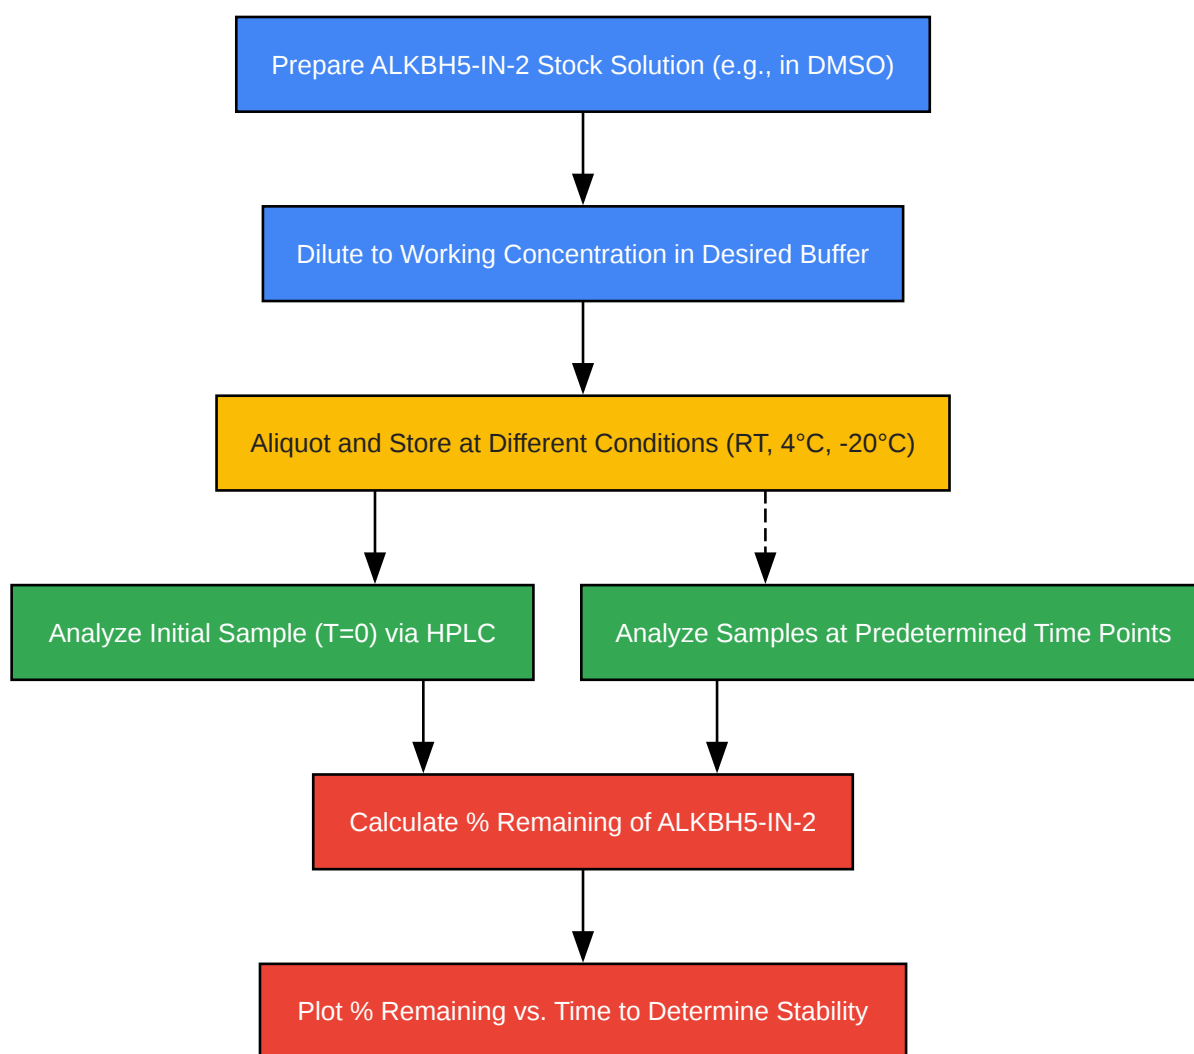 Prepare ALKBH5-IN-2 Stock Solution (e.g., in DMSO)
Dilute to Working Concentration in Desired Buffer
Aliquot and Store at Different Conditions (RT, 4°C, -20°C)
Analyze Initial Sample (T=0) via HPLC
Analyze Samples at Predetermined Time Points
Calculate % Remaining of ALKBH5-IN-2
Plot % Remaining vs. Time to Determine Stability